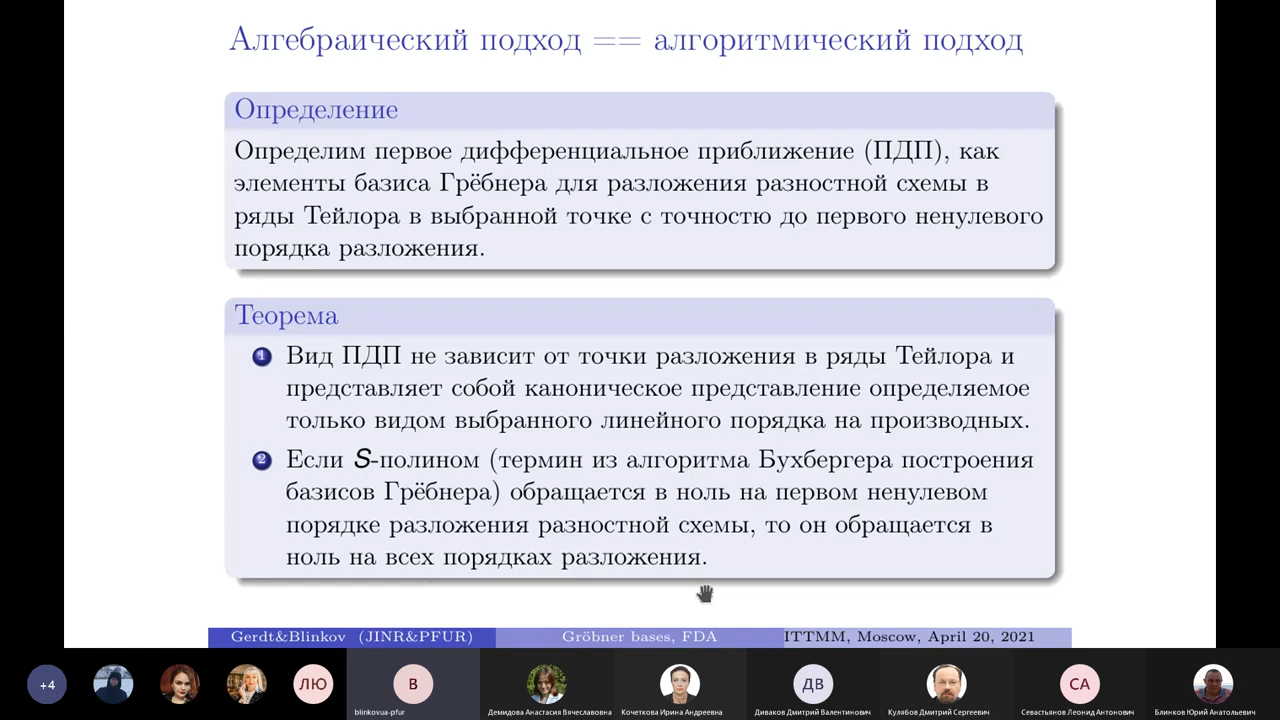 Алгебраический подход == алгоритмический подход
Определение
Определим первое дифференциальное приближение (ПДП), как
элементы базиса Грёбнера для разложения разностной схемы в
ряды Тейлора в выбранной точке с точностю до первого ненулевого
порядка разложения.
Теорема
1 Вид ПДП не зависит от точки разложения в ряды Тейлора и
представляет собой каноническое представление определяемое
только видом выбранного линейного порядка на производных.
2 Если S-полином (термин из алгоритма Бухбергера построения
базисов Грёбнера) обращается в ноль на первом ненулевом
порядке разложения разностной схемы, то он обращается в
ноль на всех порядках разложения.
Gerdt&Blinkov (JINR&PFUR) Gröbner bases, FDA ITTMM, Moscow, April 20, 2021
+4 ЛЮ B ДВ СА
blinkovua-pfur Демидова Анастасия Вячеславовна Кочеткова Ирина Андреевна Диваков Дмитрий Валентинович Кулябов Дмитрий Сергеевич Севастьянов Леонид Антонович Блинков Юрий Анатольевич